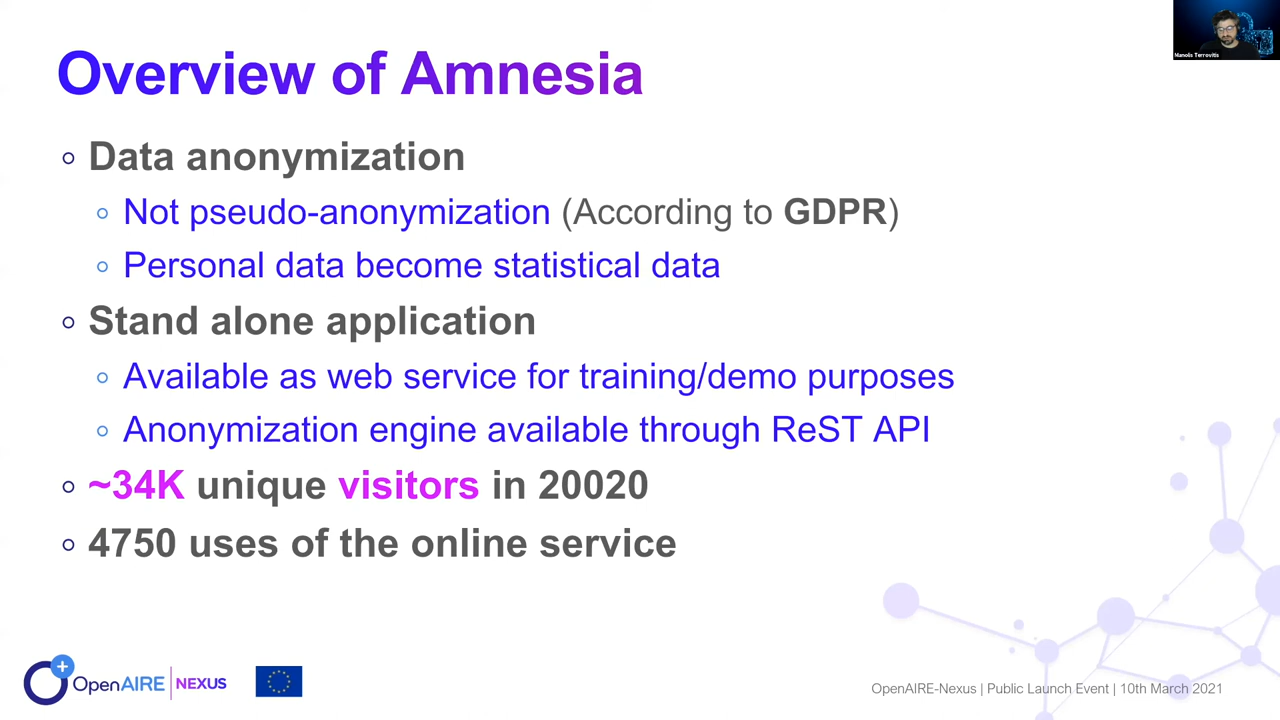 Manolis Terrovitis
Overview of Amnesia
Data anonymization
Not pseudo-anonymization (According to GDPR)
Personal data become statistical data
Stand alone application
Available as web service for training/demo purposes
Anonymization engine available through ReST API
~34K unique visitors in 20020
4750 uses of the online service
OpenAIRE NEXUS
OpenAIRE-Nexus | Public Launch Event | 10th March 2021